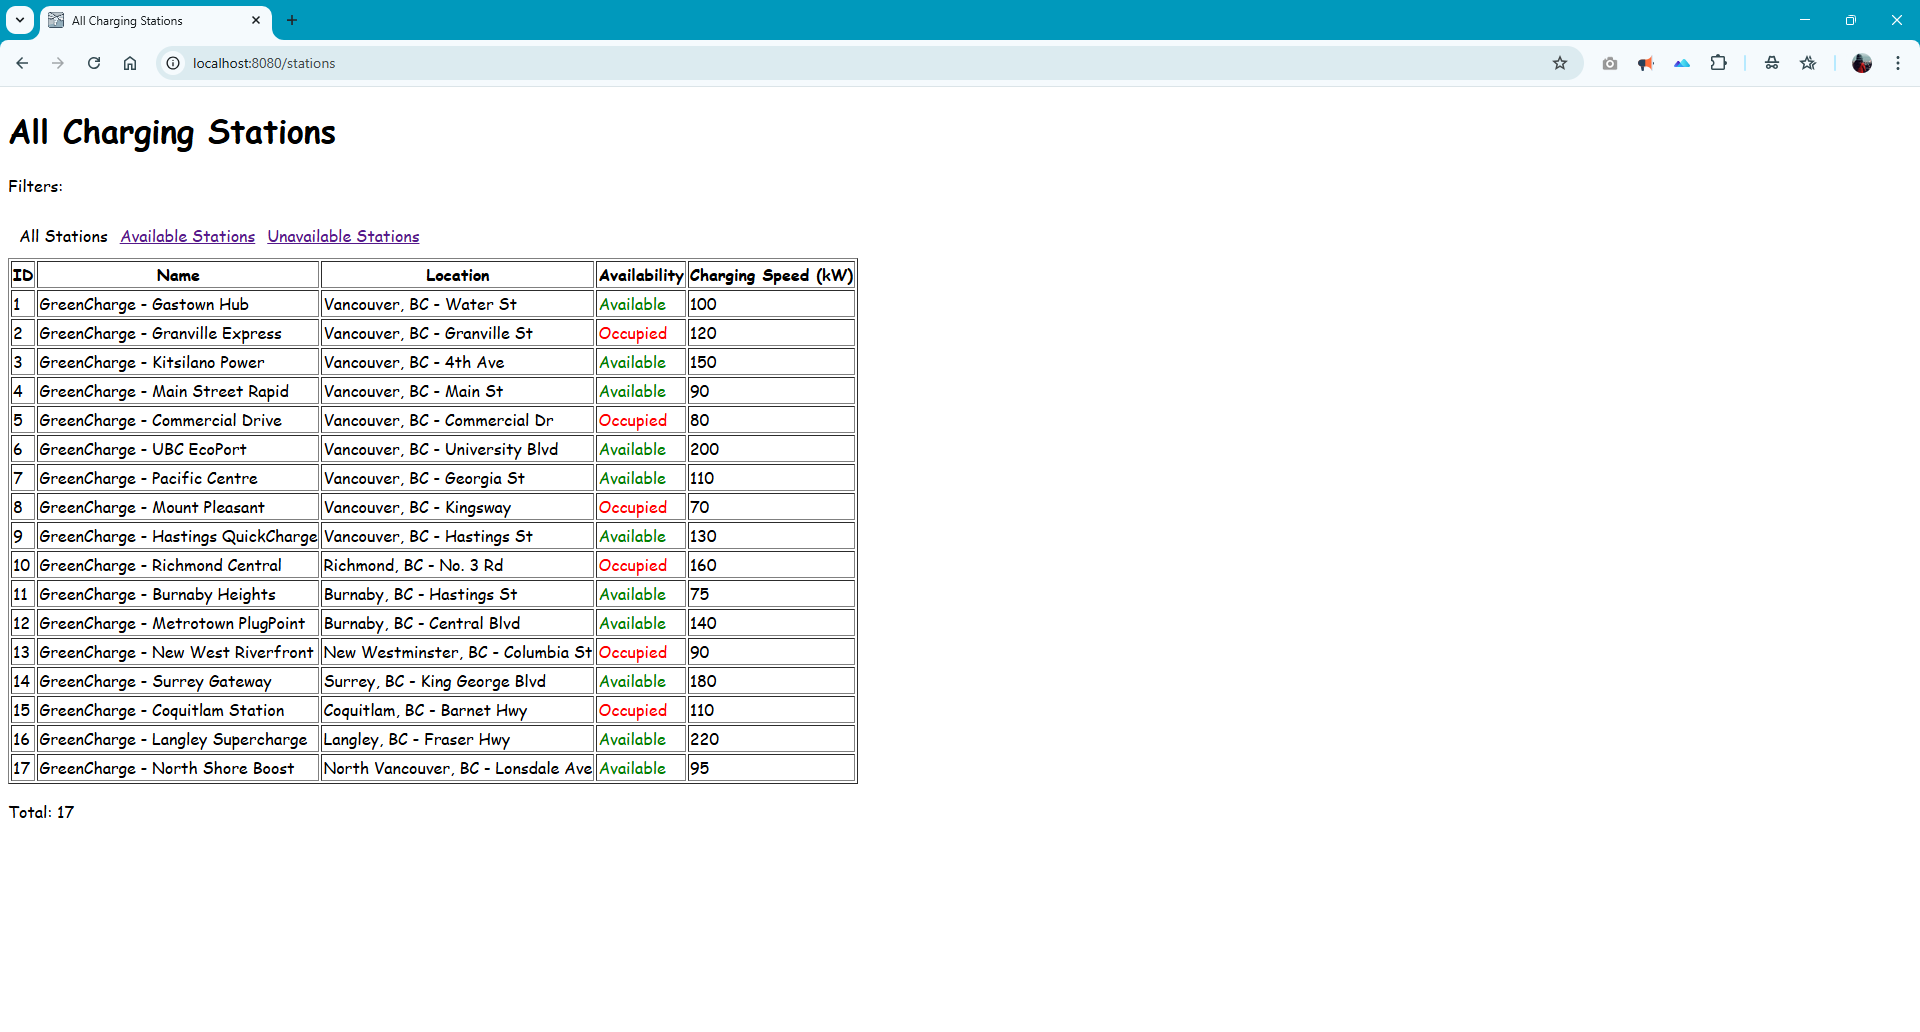 All Charging Stations
localhost:8080/stations
All Charging Stations
Filters:
All Stations Available Stations Unavailable Stations
ID Name Location Availability Charging Speed (kW)
1 GreenCharge - Gastown Hub Vancouver, BC - Water St Available 100
2 GreenCharge - Granville Express Vancouver, BC - Granville St Occupied 120
3 GreenCharge - Kitsilano Power Vancouver, BC - 4th Ave Available 150
4 GreenCharge - Main Street Rapid Vancouver, BC - Main St Available 90
5 GreenCharge - Commercial Drive Vancouver, BC - Commercial Dr Occupied 80
6 GreenCharge - UBC EcoPort Vancouver, BC - University Blvd Available 200
7 GreenCharge - Pacific Centre Vancouver, BC - Georgia St Available 110
8 GreenCharge - Mount Pleasant Vancouver, BC - Kingsway Occupied 70
9 GreenCharge - Hastings QuickCharge Vancouver, BC - Hastings St Available 130
10 GreenCharge - Richmond Central Richmond, BC - No. 3 Rd Occupied 160
11 GreenCharge - Burnaby Heights Burnaby, BC - Hastings St Available 75
12 GreenCharge - Metrotown PlugPoint Burnaby, BC - Central Blvd Available 140
13 GreenCharge - New West Riverfront New Westminster, BC - Columbia St Occupied 90
14 GreenCharge - Surrey Gateway Surrey, BC - King George Blvd Available 180
15 GreenCharge - Coquitlam Station Coquitlam, BC - Barnet Hwy Occupied 110
16 GreenCharge - Langley Supercharge Langley, BC - Fraser Hwy Available 220
17 GreenCharge - North Shore Boost North Vancouver, BC - Lonsdale Ave Available 95
Total: 17